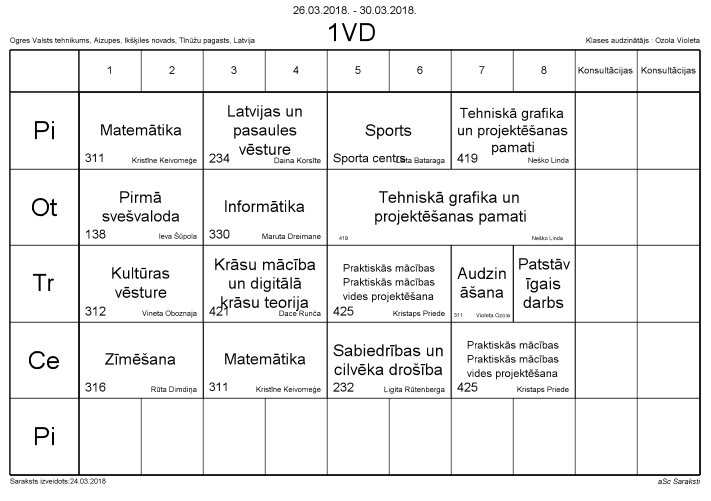 26.03.2018. - 30.03.2018.
Ogres Valsts tehnikums, Aizupes, Ikšķiles novads, Tīnūžu pagasts, Latvija
1VD
Klases audzinātājs : Ozola Violeta
1 2 3 4 5 6 7 8 Konsultācijas Konsultācijas
Pi
Matemātika
311 Kristīne Keivomeģe
Latvijas un
pasaules
vēsture
234 Daina Korsīte
Sports
Sporta centrs
Bataraga
Tehniskā grafika
un projektēšanas
pamati
419 Neško Linda
Ot
Pirmā
svešvaloda
138 Ieva Šūpola
Informātika
330 Maruta Dreimane
Tehniskā grafika un
projektēšanas pamati
419 Neško Linda
Tr
Kultūras
vēsture
312 Vineta Oboznaja
Krāsu mācība
un digitālā
krāsu teorija
421 Dace Runča
Praktiskās mācības
Praktiskās mācības
vides projektēšana
425 Kristaps Priede
Audzin
āšana
311 Violeta Ozola
Patstāv
īgais
darbs
Ce
Zīmēšana
316 Rūta Dimdiņa
Matemātika
311 Kristīne Keivomeģe
Sabiedrības un
cilvēka drošība
232 Ligita Rūtenberga
Praktiskās mācības
Praktiskās mācības
vides projektēšana
425 Kristaps Priede
Pi
Saraksts izveidots:24.03.2018
aSc Saraksti